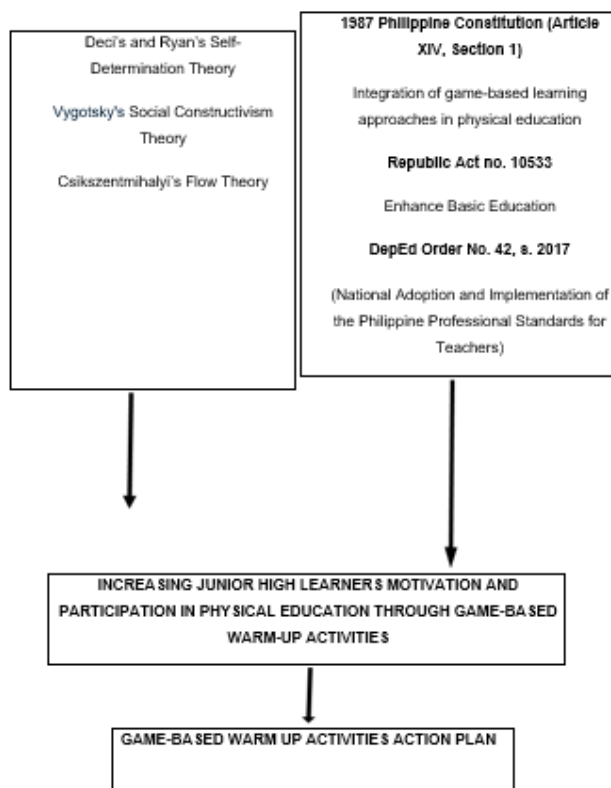 Deci's and Ryan's Self-
Determination Theory
Vygotsky's Social Constructivism
Theory
Csikszentmihalyi's Flow Theory
1987 Philippine Constitution (Article
XIV, Section 1)
Integration of game-based learning
approaches in physical education
Republic Act no. 10533
Enhance Basic Education
DepEd Order No. 42, s. 2017
(National Adoption and Implementation of
the Philippine Professional Standards for
Teachers)
INCREASING JUNIOR HIGH LEARNERS MOTIVATION AND
PARTICIPATION IN PHYSICAL EDUCATION THROUGH GAME-BASED
WARM-UP ACTIVITIES
GAME-BASED WARM UP ACTIVITIES ACTION PLAN